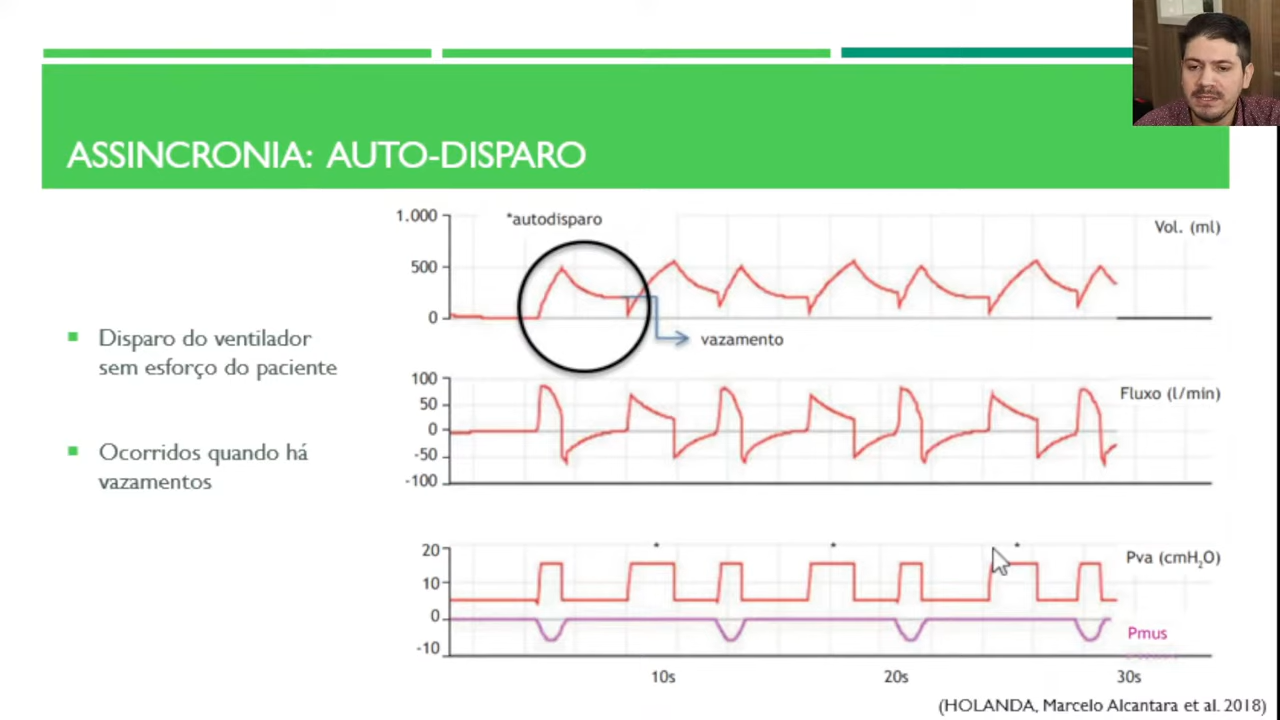 ASSINCRONIA: AUTO-DISPARO
Disparo do ventilador
sem esforço do paciente
Ocorridos quando há
vazamentos
*autodisparo
Vol. (ml)
1.000
500
0
vazamento
Fluxo (l/min)
100
50
0
-50
-100
* * *
Pva (cmH₂O)
20
10
0
-10
Pmus
10s 20s 30s
(HOLANDA, Marcelo Alcantara et al. 2018)